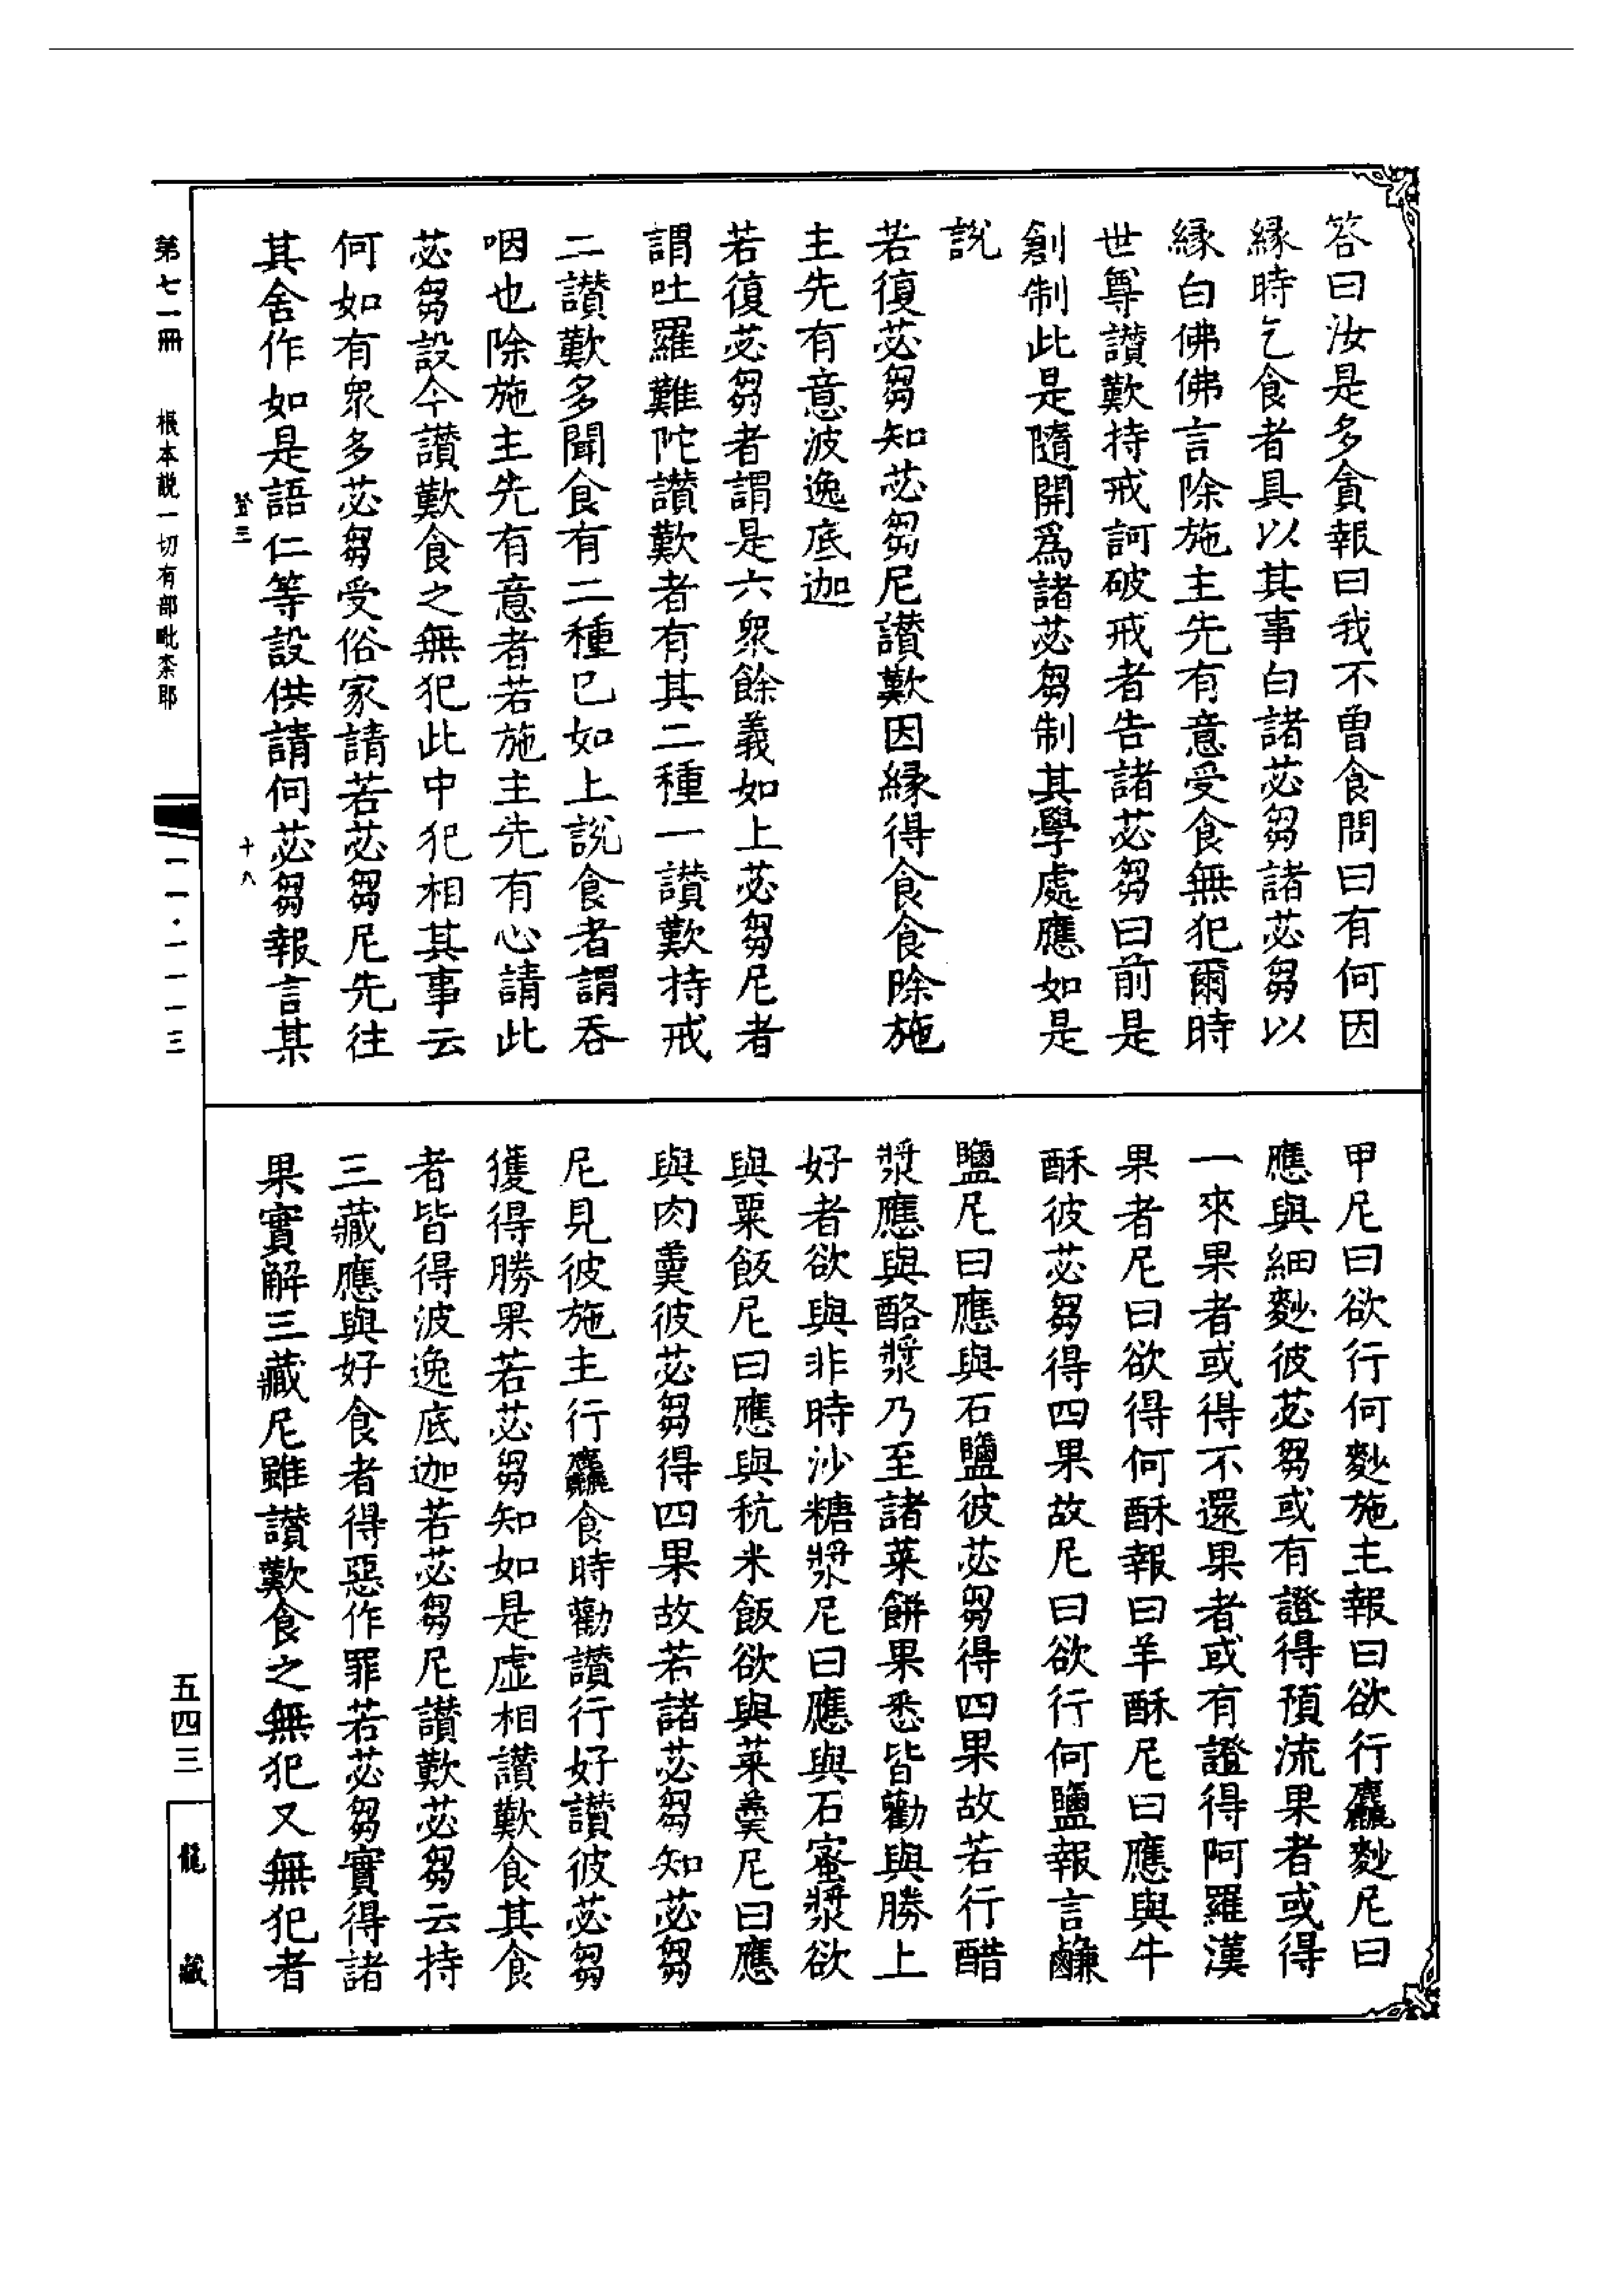 答曰汝是多貪報曰我不曾食問曰有何因
緣時乞食者具以其事白諸苾芻諸苾芻以
緣白佛佛言除施主先有意受食無犯爾時
世尊讃歎持戒訶破戒者告諸苾芻曰前是
創制此是隨開爲諸苾芻制其學處應如是
説
若復苾芻知苾芻尼讃歎因緣得食食除施
主先有意波逸底迦
若復苾芻者謂是六衆餘義如上苾芻尼者
謂吐羅難陀讃歎者有其二種一讃歎持戒
二讃歎多聞食有二種已如上説食者謂吞
咽也除施主先有意者若施主先有心請此
苾芻設令讃歎食之無犯此中犯相其事云
何如有衆多苾芻受俗家請若苾芻尼先往
其舍作如是語仁等設供請何苾芻報言某
甲尼曰欲行何麨施主報曰欲行麤麨尼曰
應與細麨彼苾芻或有證得預流果者或得
一來果者或得不還果者或有證得阿羅漢
果者尼曰欲得何酥報曰羊酥尼曰應與牛
酥彼苾芻得四果故尼曰欲行何鹽報言鹻
鹽尼曰應與石鹽彼苾芻得四果故若行醋
漿應與酪漿乃至諸菜餅果悉皆勸與勝上
好者欲與非時沙糖漿尼曰應與石蜜漿欲
與粟飯尼曰應與秔米飯欲與菜羹尼曰應
與肉羹彼苾芻得四果故若諸苾芻知苾芻
尼見彼施主行麤食時勸讃行好讃彼苾芻
獲得勝果若苾芻知如是虛相讃歎食其食
者皆得波逸底迦若苾芻尼讃歎苾芻云持
三藏應與好食者得惡作罪若苾芻實得諸
果實解三藏尼雖讃歎食之無犯又無犯者
登三
十八
第七一冊
根本説一切有部毗柰耶
一一·一一一三
五四三
龍藏